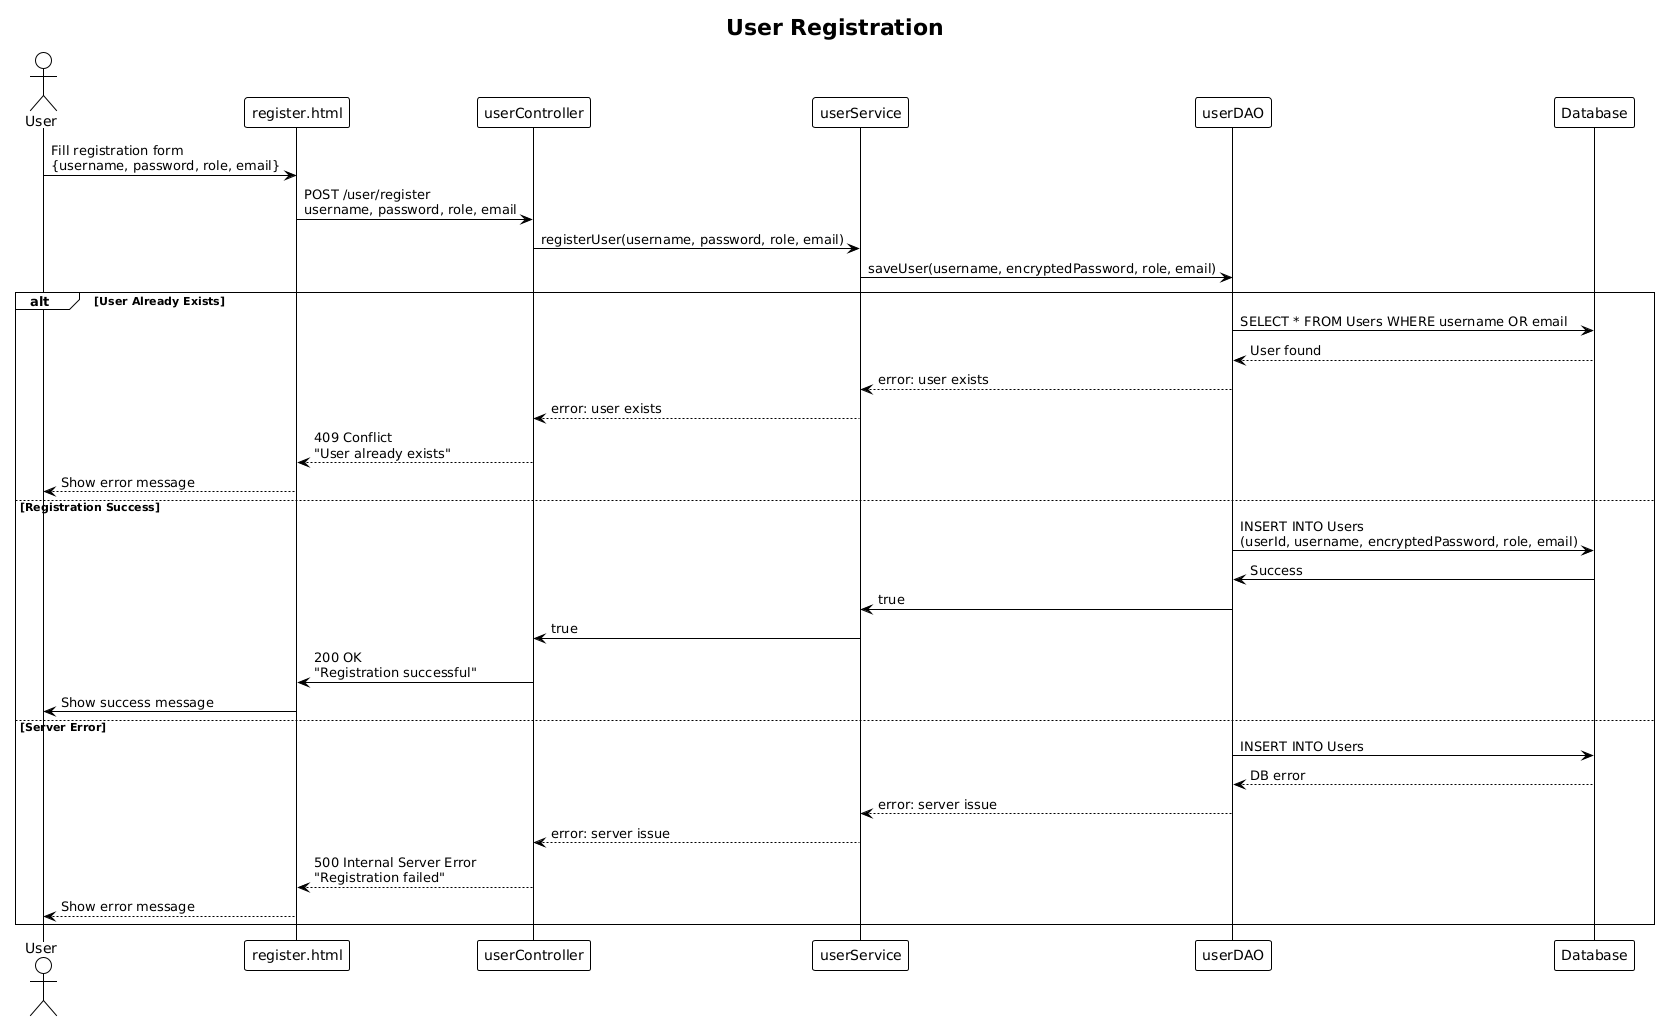 User Registration
User
register.html
userController
userService
userDAO
Database
Fill registration form
{username, password, role, email}
POST /user/register
username, password, role, email
registerUser(username, password, role, email)
saveUser(username, encryptedPassword, role, email)
alt [User Already Exists]
SELECT * FROM Users WHERE username OR email
User found
error: user exists
error: user exists
409 Conflict
"User already exists"
Show error message
[Registration Success]
INSERT INTO Users
(userId, username, encryptedPassword, role, email)
Success
true
true
200 OK
"Registration successful"
Show success message
[Server Error]
INSERT INTO Users
DB error
error: server issue
error: server issue
500 Internal Server Error
"Registration failed"
Show error message
User
register.html
userController
userService
userDAO
Database